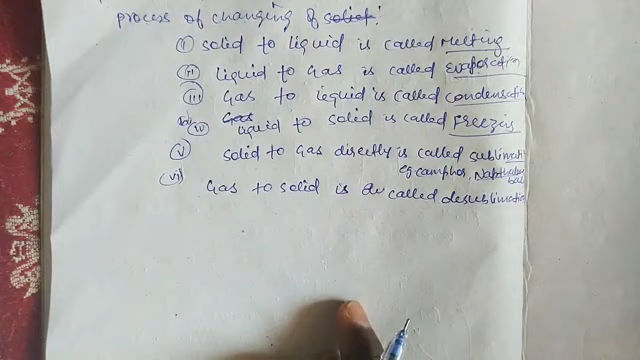 process of changing of solid:
(i) solid to liquid is called Melting
(ii) liquid to Gas is called Evaporation
(iii) Gas to liquid is called condensation
(iv) Gas liquid to solid is called Freezing
(v) solid to Gas directly is called sublimati
eg camphor, Napthalene
ball
(vi) Gas to solid is called desublimation